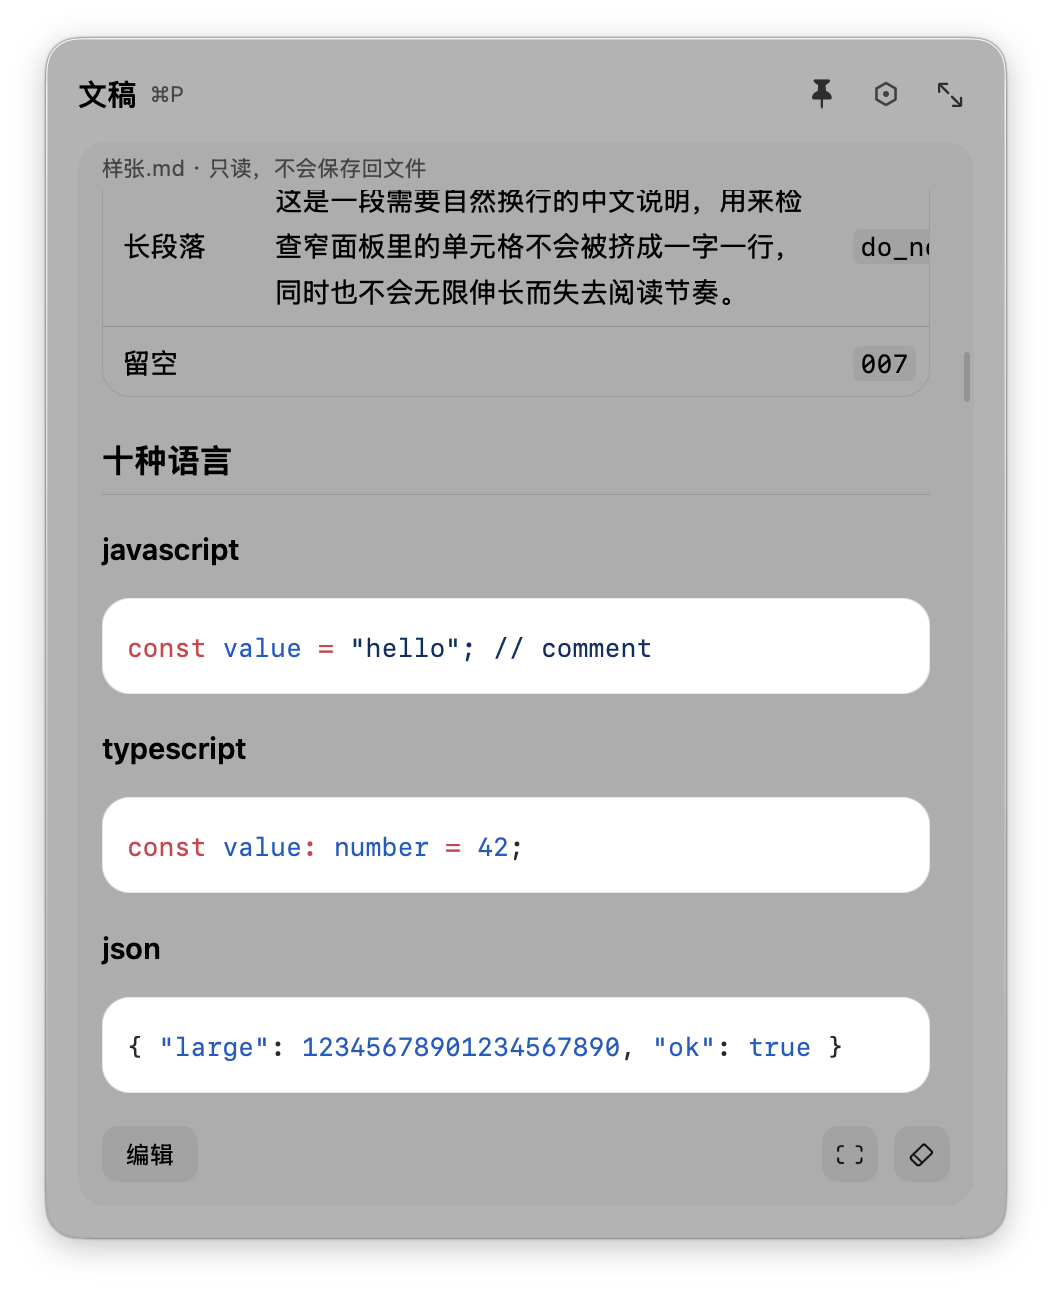 文稿 ⌘P
样张.md · 只读，不会保存回文件
这是一段需要自然换行的中文说明，用来检
长段落 查窄面板里的单元格不会被挤成一字一行， do_no
同时也不会无限伸长而失去阅读节奏。
留空 007
十种语言
javascript
const value = "hello"; // comment
typescript
const value: number = 42;
json
{ "large": 12345678901234567890, "ok": true }
编辑